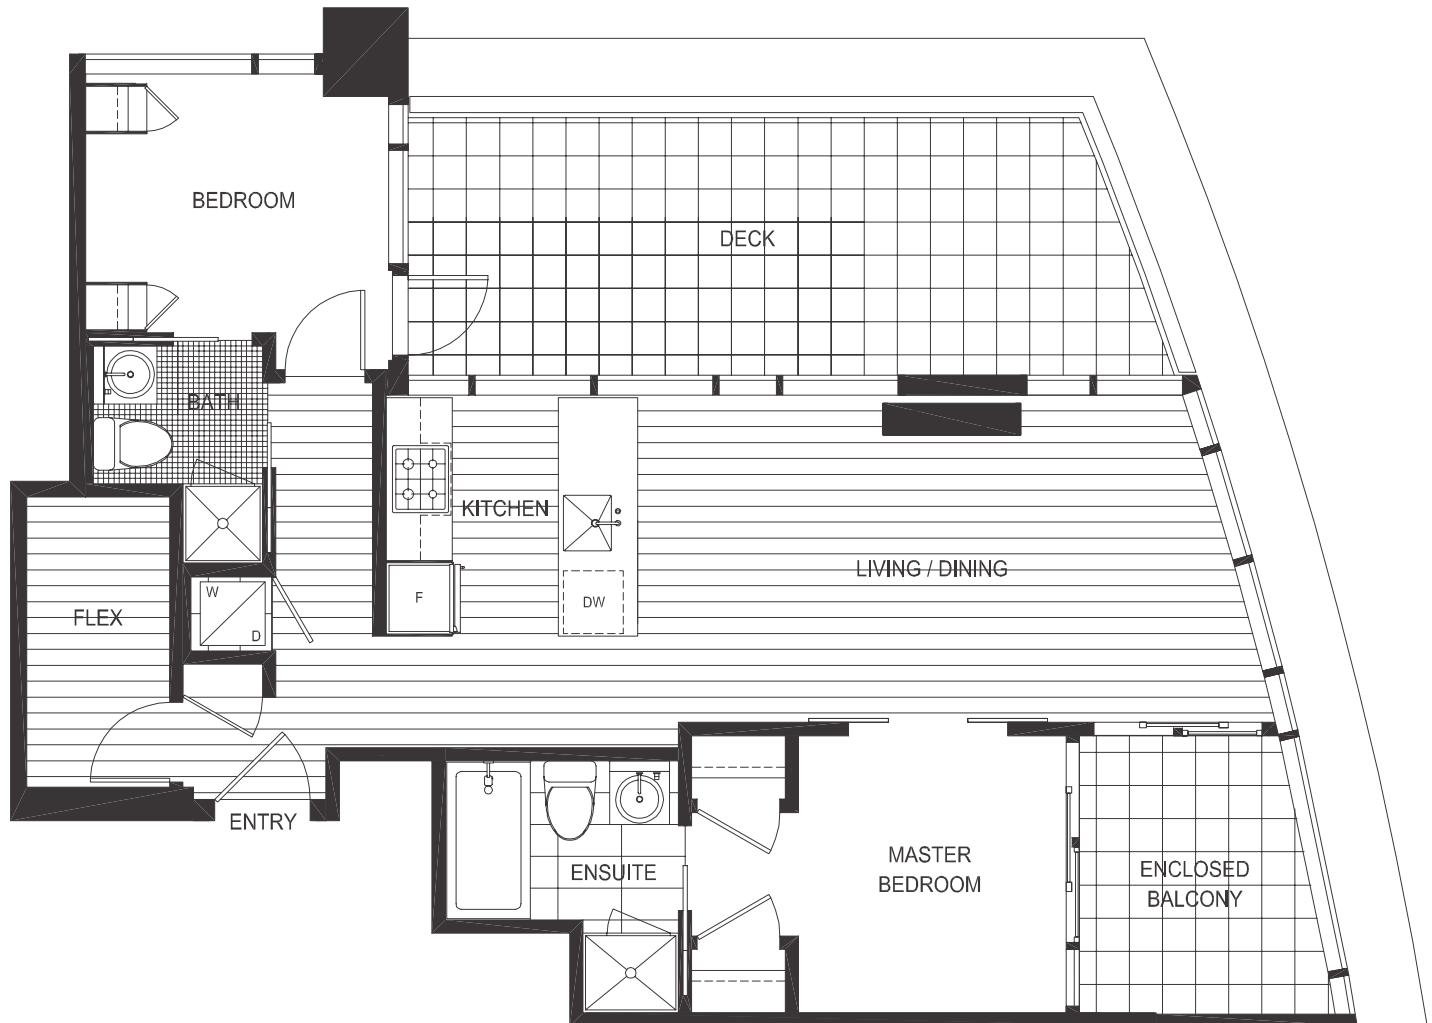 BEDROOM
DECK
BATH
KITCHEN
LIVING / DINING
F
DW
W
D
FLEX
ENTRY
ENSUITE
MASTER
BEDROOM
ENCLOSED
BALCONY